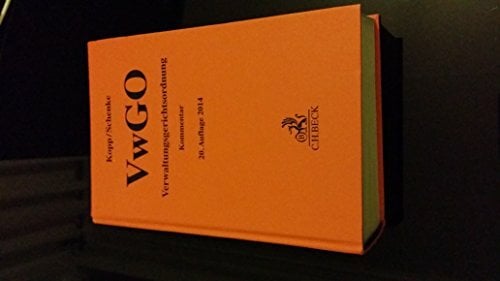 Kopp/Schenke
VwGO
Verwaltungsgerichtsordnung
Kommentar
20. Auflage 2014
C.H.BECK